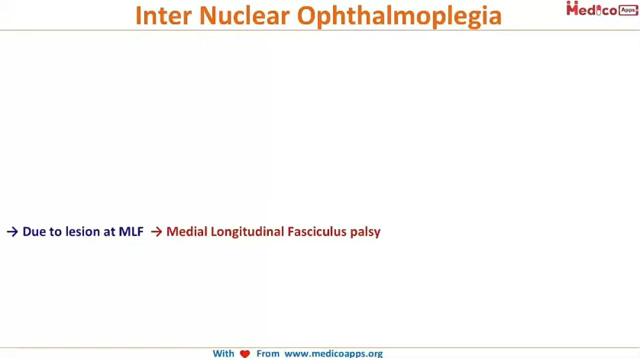 Inter Nuclear Ophthalmoplegia
Medico Apps
→ Due to lesion at MLF → Medial Longitudinal Fasciculus palsy
With ❤ From www.medicoapps.org